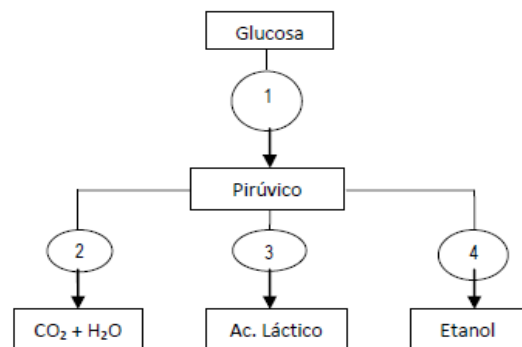 Glucosa
1
Pirúvico
2
3
4
CO₂ + H₂O
Ac. Láctico
Etanol